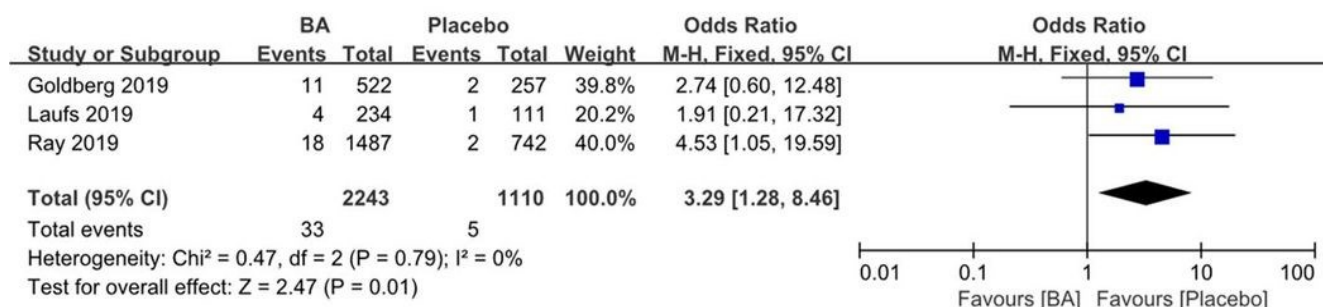 BA Placebo Odds Ratio Odds Ratio
Study or Subgroup Events Total Events Total Weight M-H, Fixed, 95% CI M-H, Fixed, 95% CI
Goldberg 2019 11 522 2 257 39.8% 2.74 [0.60, 12.48]
Laufs 2019 4 234 1 111 20.2% 1.91 [0.21, 17.32]
Ray 2019 18 1487 2 742 40.0% 4.53 [1.05, 19.59]
Total (95% CI) 2243 1110 100.0% 3.29 [1.28, 8.46]
Total events 33 5
Heterogeneity: Chi² = 0.47, df = 2 (P = 0.79); I² = 0%
Test for overall effect: Z = 2.47 (P = 0.01)
0.01 0.1 1 10 100
Favours [BA] Favours [Placebo]